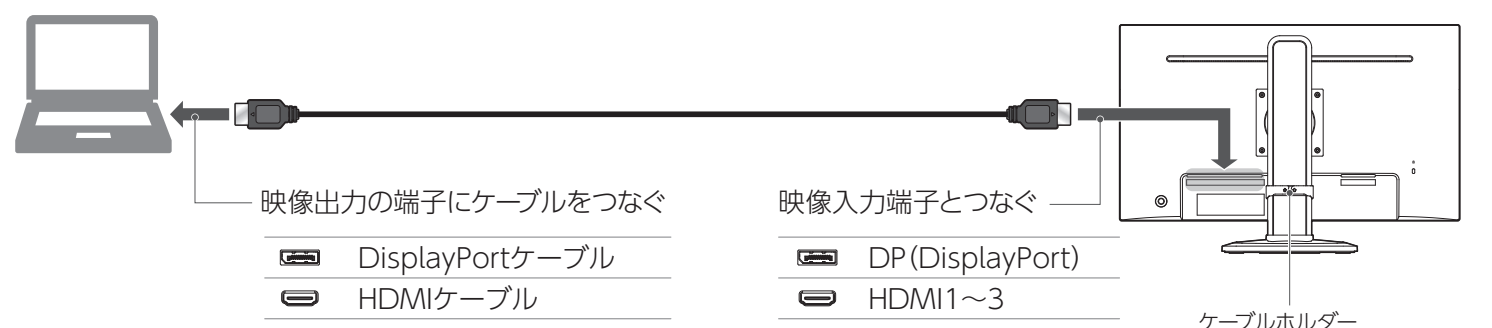 映像出力の端子にケーブルをつなぐ
DisplayPortケーブル
HDMIケーブル
映像入力端子とつなぐ
DP(DisplayPort)
HDMI1～3
ケーブルホルダー